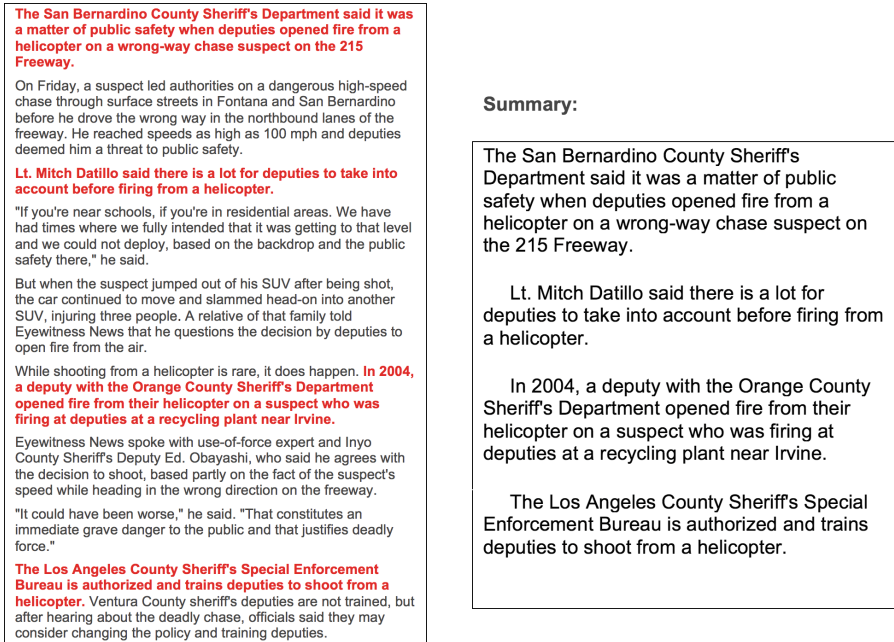 The San Bernardino County Sheriff's Department said it was
a matter of public safety when deputies opened fire from a
helicopter on a wrong-way chase suspect on the 215
Freeway.
On Friday, a suspect led authorities on a dangerous high-speed
chase through surface streets in Fontana and San Bernardino
before he drove the wrong way in the northbound lanes of the
freeway. He reached speeds as high as 100 mph and deputies
deemed him a threat to public safety.
Lt. Mitch Datillo said there is a lot for deputies to take into
account before firing from a helicopter.
"If you're near schools, if you're in residential areas. We have
had times where we fully intended that it was getting to that level
and we could not deploy, based on the backdrop and the public
safety there," he said.
But when the suspect jumped out of his SUV after being shot,
the car continued to move and slammed head-on into another
SUV, injuring three people. A relative of that family told
Eyewitness News that he questions the decision by deputies to
open fire from the air.
While shooting from a helicopter is rare, it does happen. In 2004,
a deputy with the Orange County Sheriff's Department
opened fire from their helicopter on a suspect who was
firing at deputies at a recycling plant near Irvine.
Eyewitness News spoke with use-of-force expert and Inyo
County Sheriff's Deputy Ed. Obayashi, who said he agrees with
the decision to shoot, based partly on the fact of the suspect's
speed while heading in the wrong direction on the freeway.
"It could have been worse," he said. "That constitutes an
immediate grave danger to the public and that justifies deadly
force."
The Los Angeles County Sheriff's Special Enforcement
Bureau is authorized and trains deputies to shoot from a
helicopter. Ventura County sheriff's deputies are not trained, but
after hearing about the deadly chase, officials said they may
consider changing the policy and training deputies.
Summary:
The San Bernardino County Sheriff's
Department said it was a matter of public
safety when deputies opened fire from a
helicopter on a wrong-way chase suspect on
the 215 Freeway.
Lt. Mitch Datillo said there is a lot for
deputies to take into account before firing from
a helicopter.
In 2004, a deputy with the Orange County
Sheriff's Department opened fire from their
helicopter on a suspect who was firing at
deputies at a recycling plant near Irvine.
The Los Angeles County Sheriff's Special
Enforcement Bureau is authorized and trains
deputies to shoot from a helicopter.